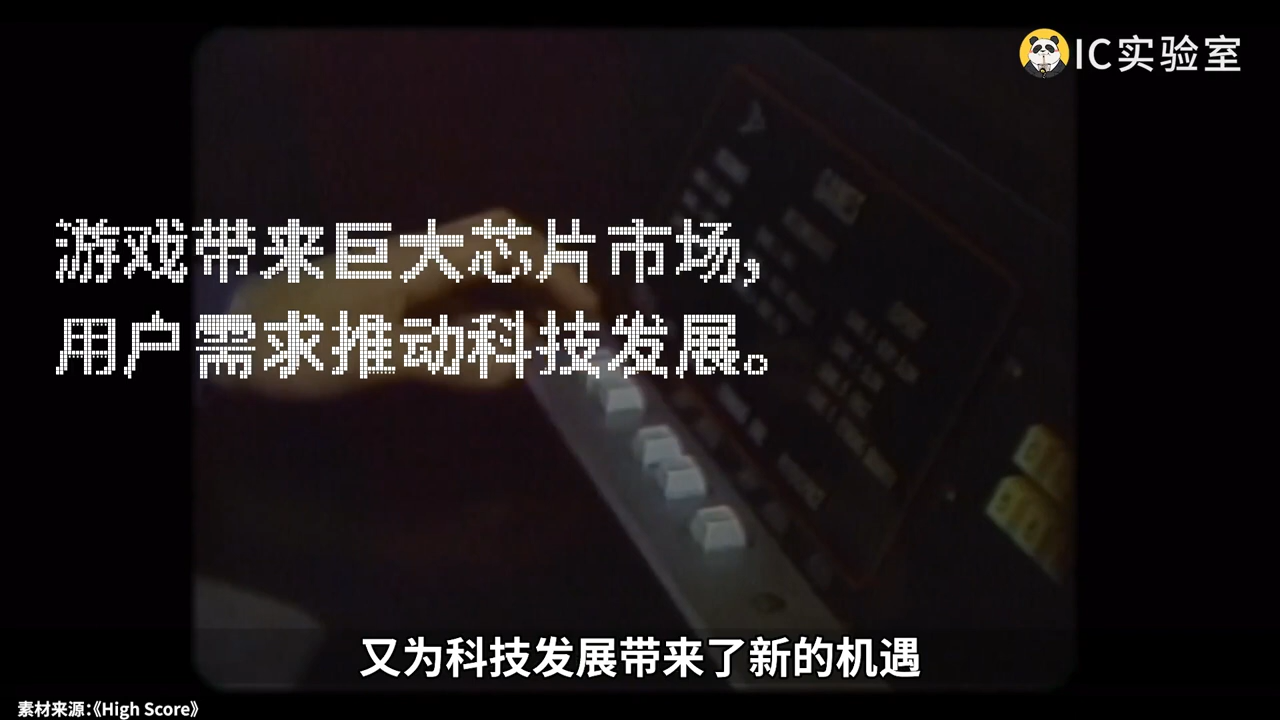 IC实验室
游戏带来巨大芯片市场,
用户需求推动科技发展。
又为科技发展带来了新的机遇
素材来源:《High Score》